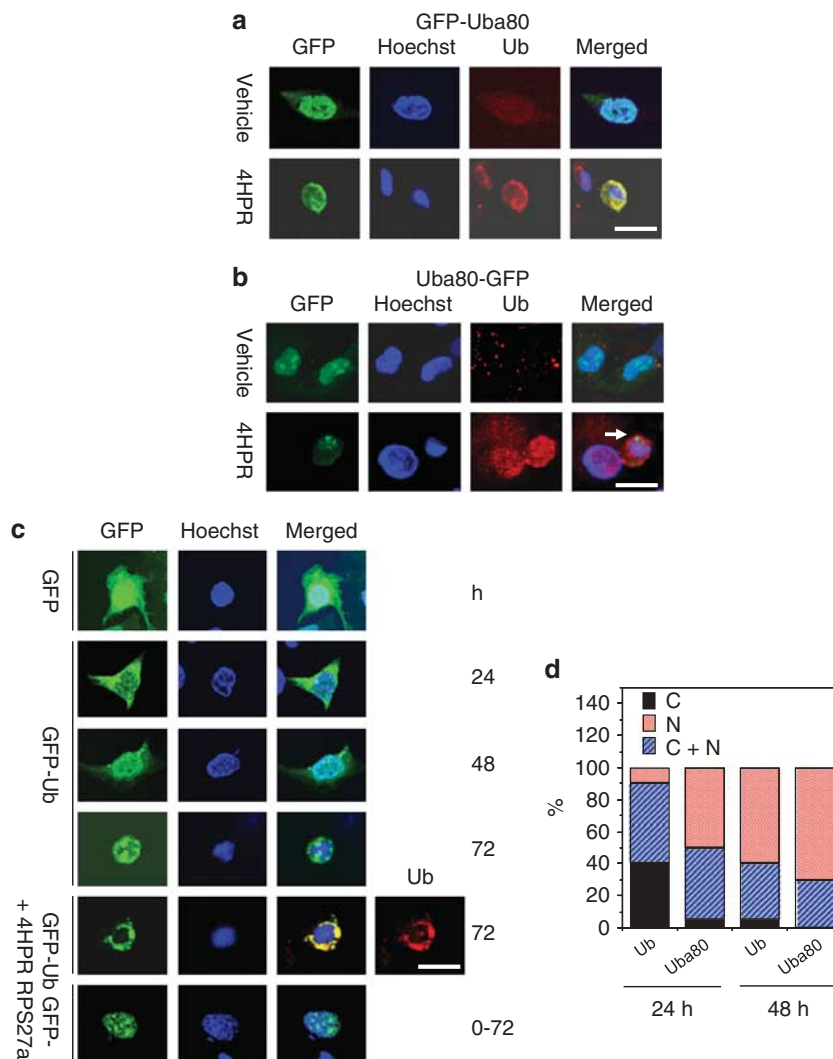 a
GFP-Uba80
GFP Hoechst Ub Merged
Vehicle
4HPR
b
Uba80-GFP
GFP Hoechst Ub Merged
Vehicle
4HPR
c
GFP Hoechst Merged
GFP
h
GFP-Ub
24
48
72
Ub
GFP-Ub + 4HPR
72
GFP-RPS27a
0-72
d
C
N
C + N
140
120
100
80
60
40
20
0
%
Ub Uba80 Ub Uba80
24 h 48 h